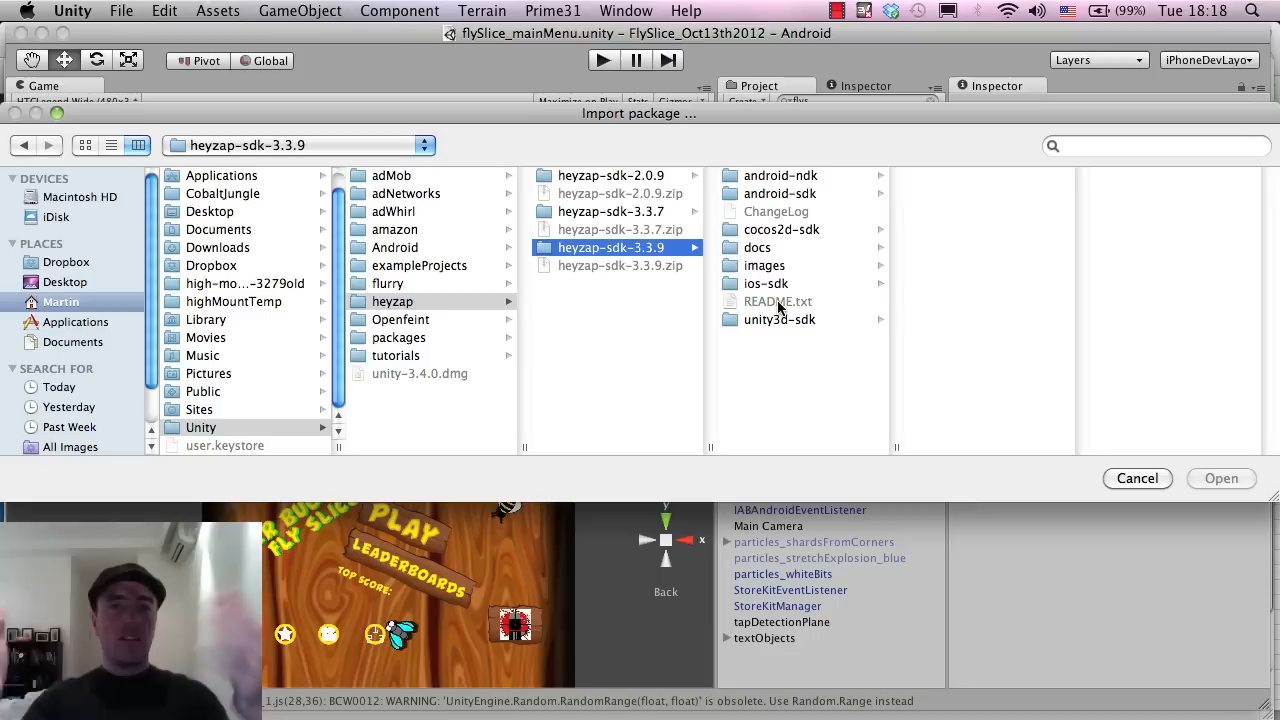 Unity File Edit Assets GameObject Component Terrain Prime31 Window Help (99%) Tue 18:18
flySlice_mainMenu.unity - FlySlice_Oct13th2012 - Android
Pivot Global Layers iPhoneDevLayo
Game Project Inspector Inspector
Import package ...
heyzap-sdk-3.3.9
DEVICES
Macintosh HD
iDisk
PLACES
Dropbox
Desktop
Martin
Applications
Documents
SEARCH FOR
Today
Yesterday
Past Week
All Images
Applications
CobaltJungle
Desktop
Documents
Downloads
Dropbox
high-mo...-3279old
highMountTemp
Library
Movies
Music
Pictures
Public
Sites
Unity
user.keystore
adMob
adNetworks
adWhirl
amazon
Android
exampleProjects
flurry
heyzap
Openfeint
packages
tutorials
unity-3.4.0.dmg
heyzap-sdk-2.0.9
heyzap-sdk-2.0.9.zip
heyzap-sdk-3.3.7
heyzap-sdk-3.3.7.zip
heyzap-sdk-3.3.9
heyzap-sdk-3.3.9.zip
android-ndk
android-sdk
ChangeLog
cocos2d-sdk
docs
images
ios-sdk
README.txt
unity3d-sdk
Cancel Open
FLY SLICE
PLAY
LEADERBOARDS
TOP SCORE:
y
x
Back
IABAndroidEventListener
Main Camera
particles_shardsFromCorners
particles_stretchExplosion_blue
particles_whiteBits
StoreKitEventListener
StoreKitManager
tapDetectionPlane
textObjects
_1.js(28,36): BCW0012: WARNING: 'UnityEngine.Random.RandomRange(float, float)' is obsolete. Use Random.Range instead